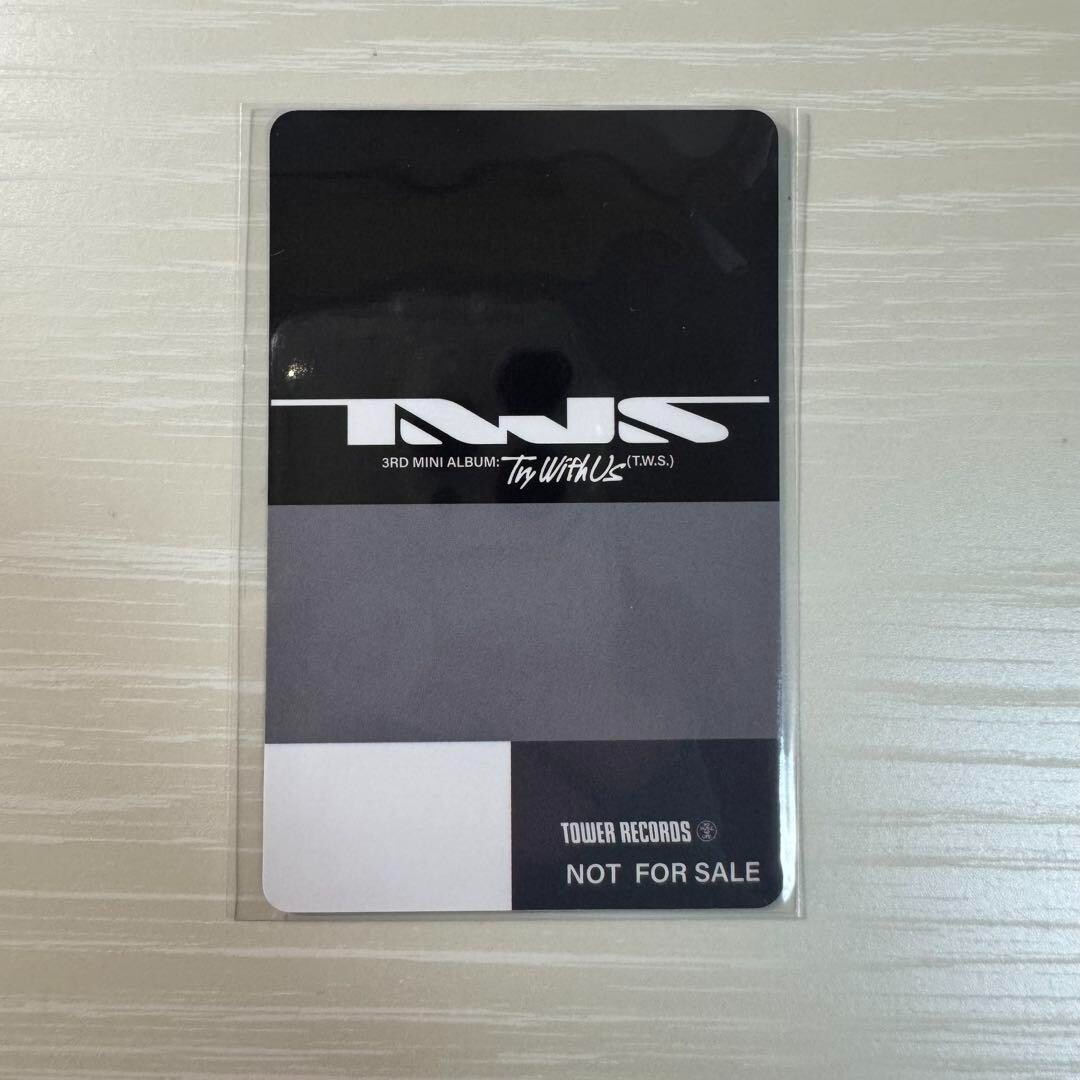 TWS
3RD MINI ALBUM: Try With Us (T.W.S.)
TOWER RECORDS
NOT FOR SALE